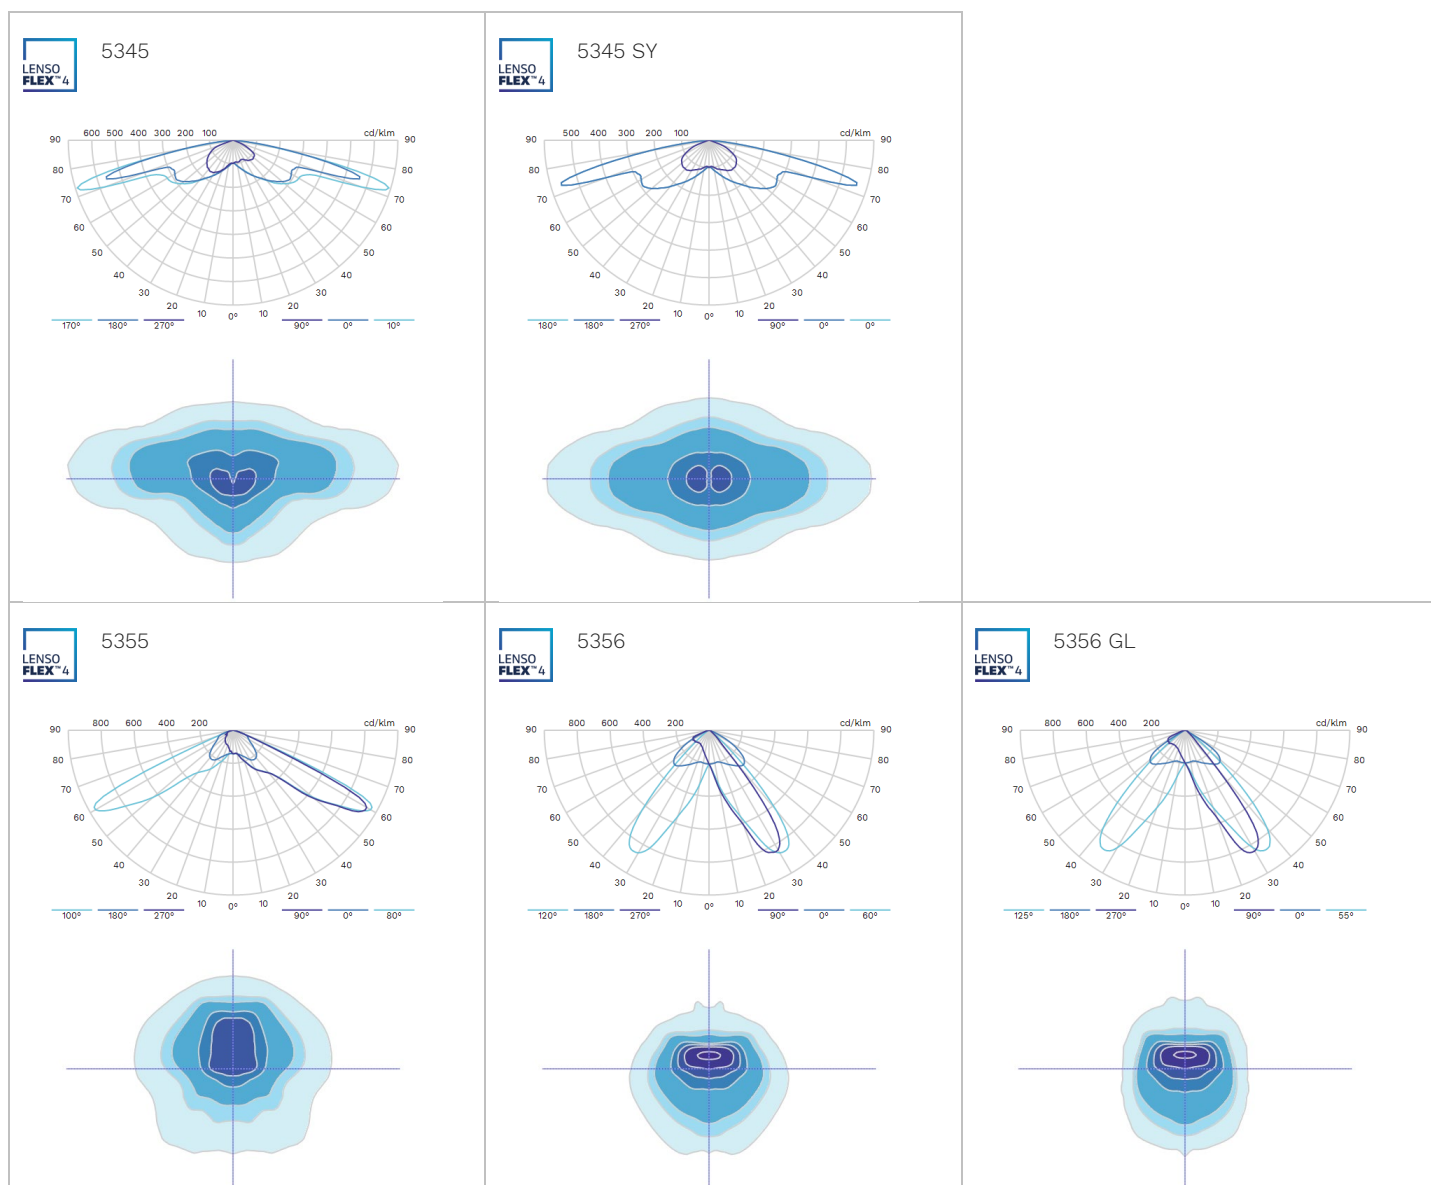 5345
LENSO
FLEX™4
600 500 400 300 200 100 cd/klm
90 90
80 80
70 70
60 60
50 50
40 40
30 30
20 20
10 0° 10
170° 180° 270° 90° 0° 10°
5345 SY
LENSO
FLEX™4
500 400 300 200 100 cd/klm
90 90
80 80
70 70
60 60
50 50
40 40
30 30
20 20
10 0° 10
180° 180° 270° 90° 0° 0°
5355
LENSO
FLEX™4
800 600 400 200 cd/klm
90 90
80 80
70 70
60 60
50 50
40 40
30 30
20 20
10 0° 10
100° 180° 270° 90° 0° 80°
5356
LENSO
FLEX™4
800 600 400 200 cd/klm
90 90
80 80
70 70
60 60
50 50
40 40
30 30
20 20
10 0° 10
120° 180° 270° 90° 0° 60°
5356 GL
LENSO
FLEX™4
800 600 400 200 cd/klm
90 90
80 80
70 70
60 60
50 50
40 40
30 30
20 20
10 0° 10
125° 180° 270° 90° 0° 55°